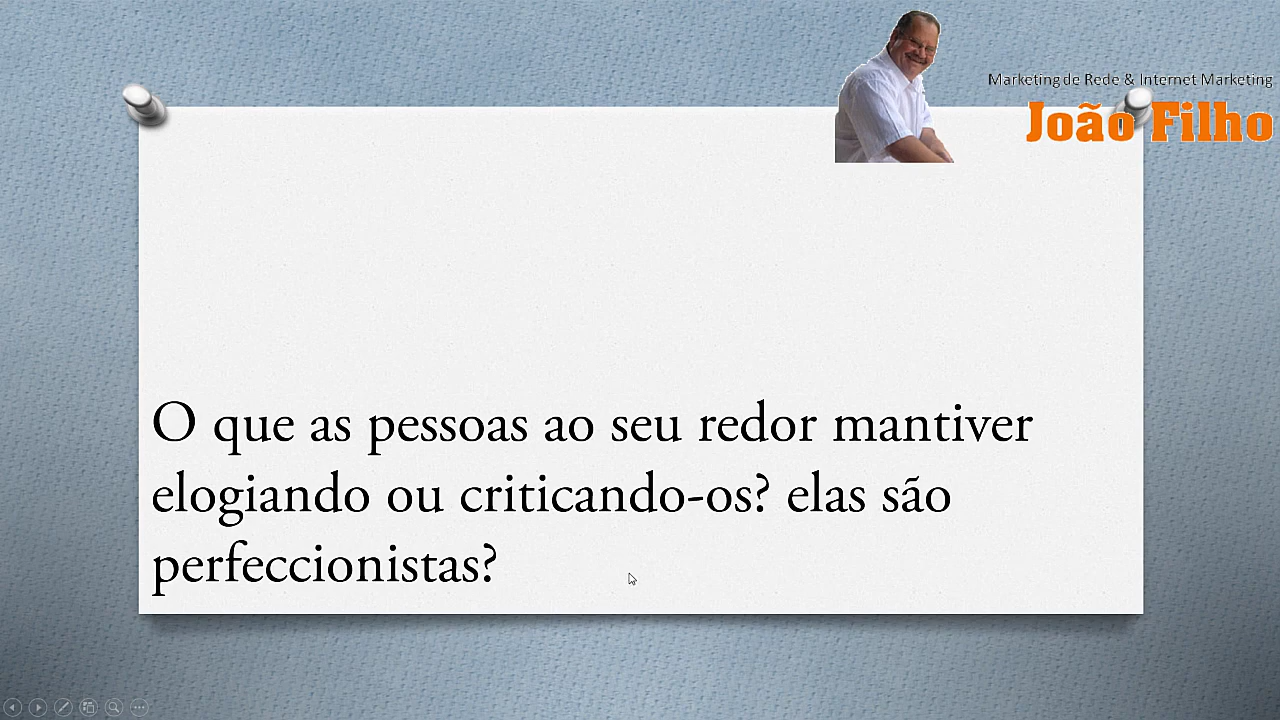 Marketing de Rede & Internet Marketing
João Filho
O que as pessoas ao seu redor mantiver
elogiando ou criticando-os? elas são
perfeccionistas?